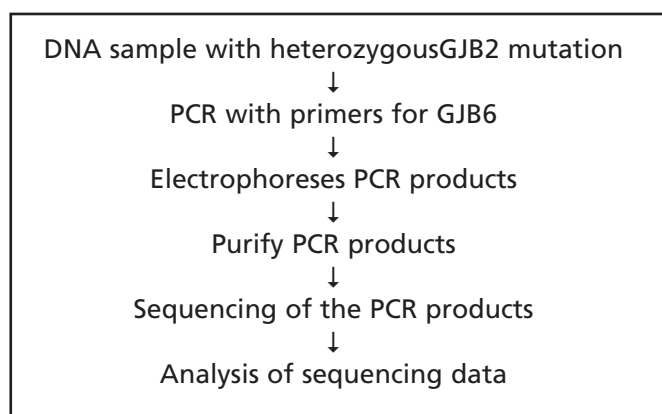 DNA sample with heterozygousGJB2 mutation
↓
PCR with primers for GJB6
↓
Electrophoreses PCR products
↓
Purify PCR products
↓
Sequencing of the PCR products
↓
Analysis of sequencing data